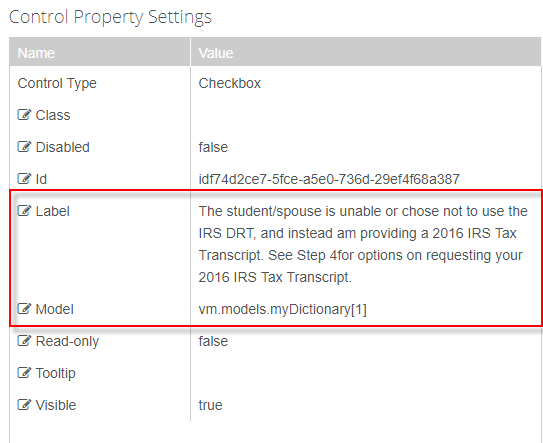 Control Property Settings
Name Value
Control Type Checkbox
Class
Disabled false
Id idf74d2ce7-5fce-a5e0-736d-29ef4f68a387
Label The student/spouse is unable or chose not to use the
IRS DRT, and instead am providing a 2016 IRS Tax
Transcript. See Step 4for options on requesting your
2016 IRS Tax Transcript.
Model vm.models.myDictionary[1]
Read-only false
Tooltip
Visible true